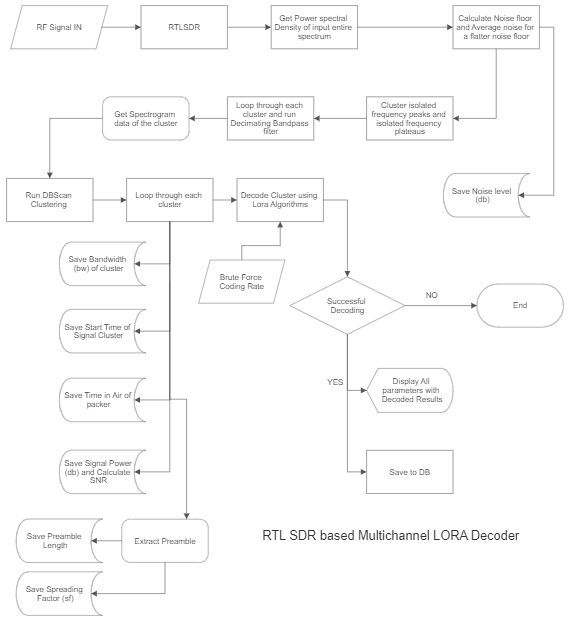 RF Signal IN
RTLSDR
Get Power spectral
Density of input entire
spectrum
Calculate Noise floor
and Average noise for
a flatter noise floor
Get Spectrogram
data of the cluster
Loop through each
cluster and run
Decimating Bandpass
filter
Cluster isolated
frequency peaks and
isolated frequency
plateaus
Run DBScan
Clustering
Loop through each
cluster
Decode Cluster using
Lora Algorithms
Save Noise level
(db)
Save Bandwidth
(bw) of cluster
Brute Force
Coding Rate
Successful
Decoding
NO
End
Save Start Time of
Signal Cluster
YES
Display All
parameters with
Decoded Results
Save Time in Air of
packer
Save Signal Power
(db) and Calculate
SNR
Save to DB
Save Preamble
Length
Extract Preamble
RTL SDR based Multichannel LORA Decoder
Save Spreading
Factor (sf)